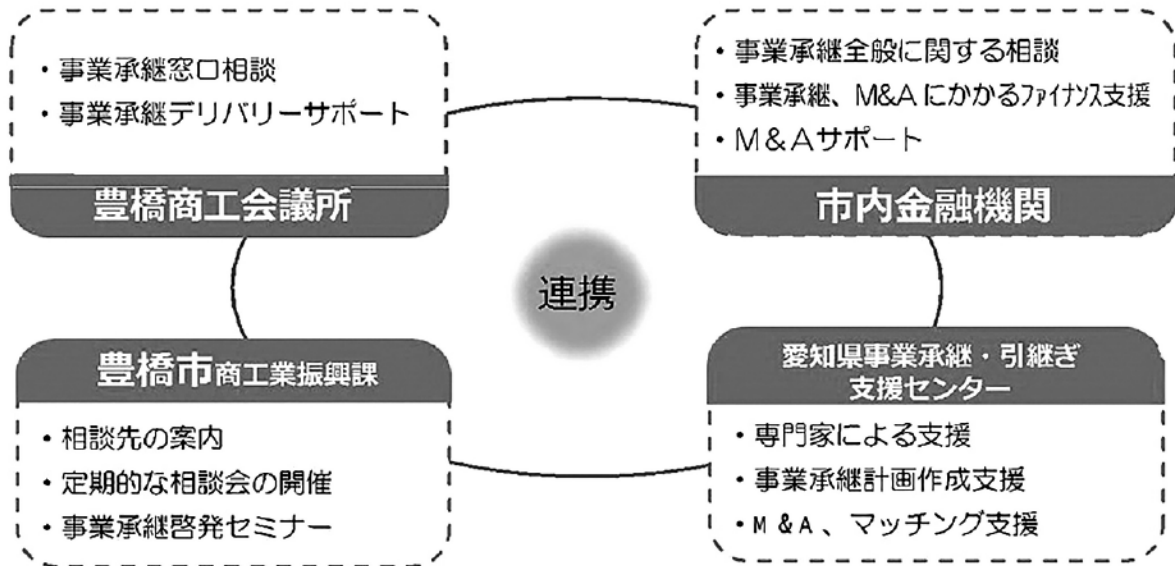 ・事業承継窓口相談
・事業承継デリバリーサポート
豊橋商工会議所
・事業承継全般に関する相談
・事業承継、M&Aにかかるファイナンス支援
・M&Aサポート
市内金融機関
連携
豊橋市商工業振興課
・相談先の案内
・定期的な相談会の開催
・事業承継啓発セミナー
愛知県事業承継・引継ぎ
支援センター
・専門家による支援
・事業承継計画作成支援
・M&A、マッチング支援